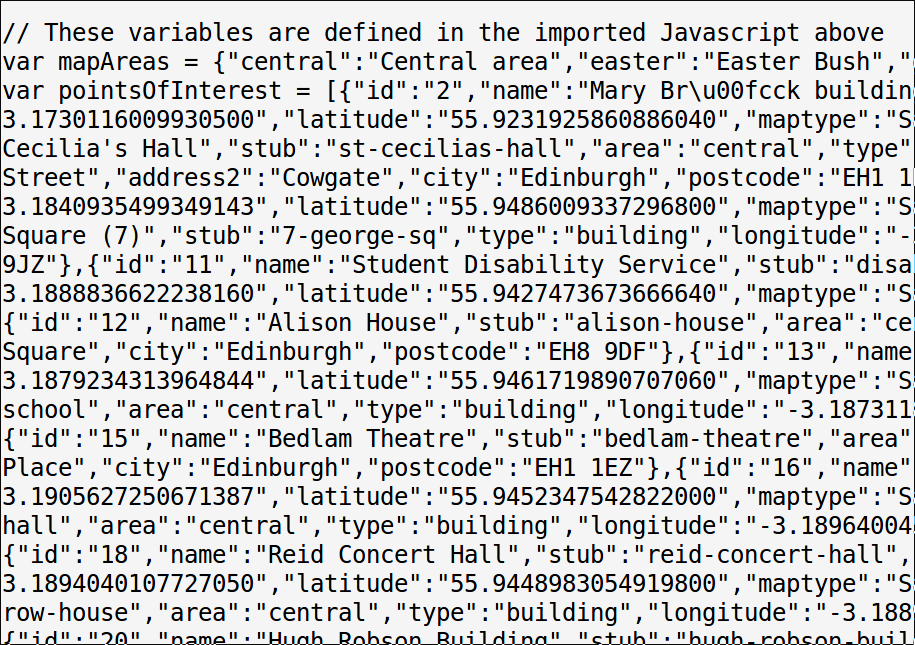 // These variables are defined in the imported Javascript above
var mapAreas = {"central":"Central area","easter":"Easter Bush","
var pointsOfInterest = [{"id":"2","name":"Mary Br\u00fcck buildin
3.1730116009930500","latitude":"55.9231925860886040","maptype":"S
Cecilia's Hall","stub":"st-cecilias-hall","area":"central","type"
Street","address2":"Cowgate","city":"Edinburgh","postcode":"EH1 1
3.1840935499349143","latitude":"55.9486009337296800","maptype":"S
Square (7)","stub":"7-george-sq","type":"building","longitude":"-
9JZ"},{"id":"11","name":"Student Disability Service","stub":"disa
3.1888836622238160","latitude":"55.9427473673666640","maptype":"S
{"id":"12","name":"Alison House","stub":"alison-house","area":"ce
Square","city":"Edinburgh","postcode":"EH8 9DF"},{"id":"13","name
3.1879234313964844","latitude":"55.9461719890707060","maptype":"S
school","area":"central","type":"building","longitude":"-3.187311
{"id":"15","name":"Bedlam Theatre","stub":"bedlam-theatre","area"
Place","city":"Edinburgh","postcode":"EH1 1EZ"},{"id":"16","name"
3.1905627250671387","latitude":"55.9452347542822000","maptype":"S
hall","area":"central","type":"building","longitude":"-3.18964004
{"id":"18","name":"Reid Concert Hall","stub":"reid-concert-hall",
3.1894040107727050","latitude":"55.9448983054919800","maptype":"S
row-house","area":"central","type":"building","longitude":"-3.188
{"id":"20","name":"Hugh Robson Building","stub":"hugh-robson-buil